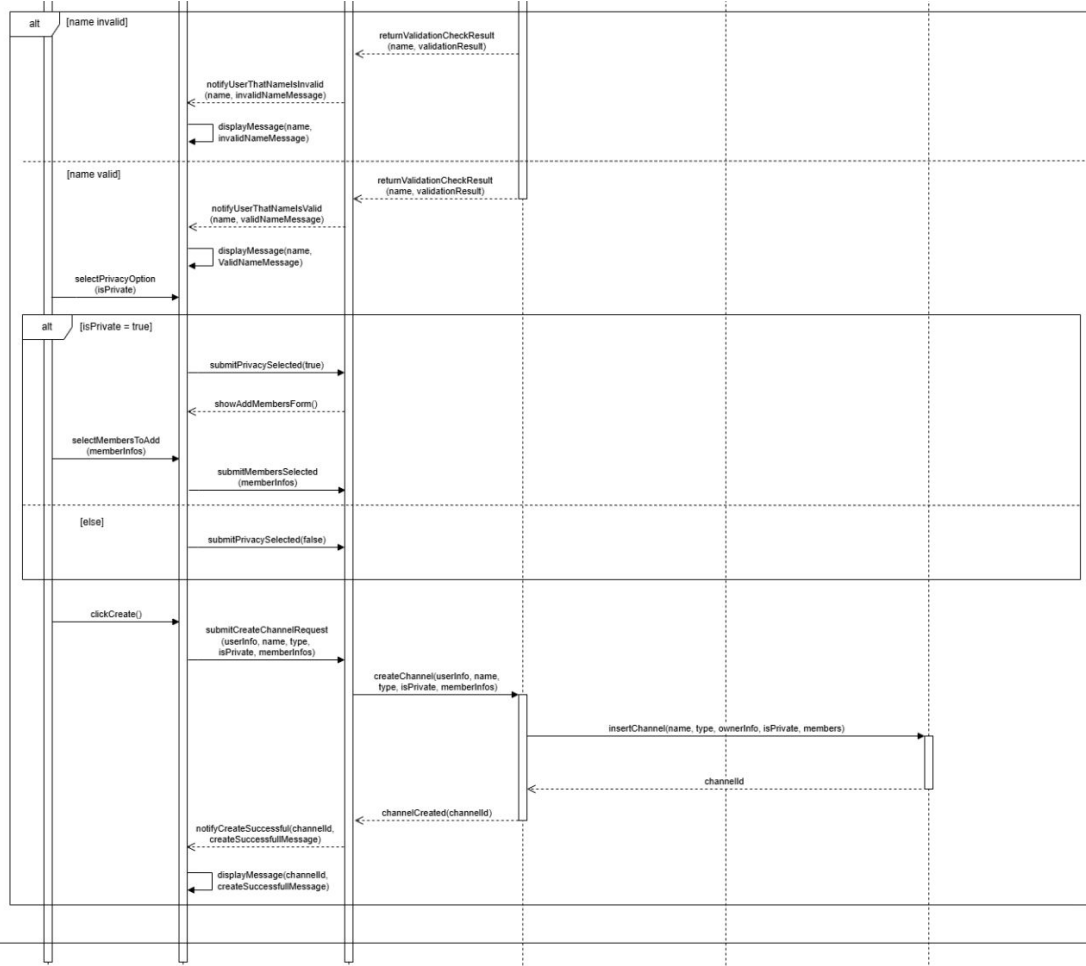 alt
[name invalid]
returnValidationCheckResult
(name, validationResult)
notifyUserThatNameIsInvalid
(name, invalidNameMessage)
displayMessage(name,
invalidNameMessage)
[name valid]
returnValidationCheckResult
(name, validationResult)
notifyUserThatNameIsValid
(name, validNameMessage)
displayMessage(name,
ValidNameMessage)
selectPrivacyOption
(isPrivate)
alt
[isPrivate = true]
submitPrivacySelected(true)
showAddMembersForm()
selectMembersToAdd
(memberInfos)
submitMembersSelected
(memberInfos)
[else]
submitPrivacySelected(false)
clickCreate()
submitCreateChannelRequest
(userInfo, name, type,
isPrivate, memberInfos)
createChannel(userInfo, name,
type, isPrivate, memberInfos)
insertChannel(name, type, ownerInfo, isPrivate, members)
channelId
channelCreated(channelId)
notifyCreateSuccessful(channelId,
createSuccessfullMessage)
displayMessage(channelId,
createSuccessfullMessage)